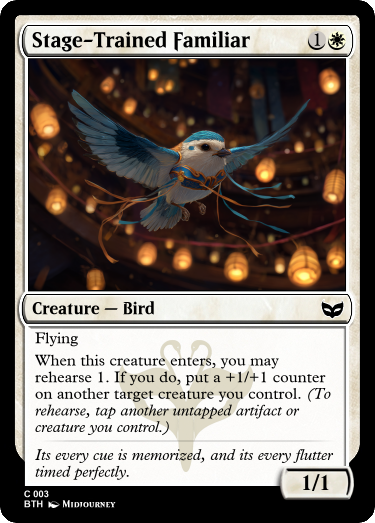 Stage-Trained Familiar 1
Creature — Bird
Flying
When this creature enters, you may
rehearse 1. If you do, put a +1/+1 counter
on another target creature you control. (To
rehearse, tap another untapped artifact or
creature you control.)
Its every cue is memorized, and its every flutter
timed perfectly.
1/1
C 003
BTH Midjourney